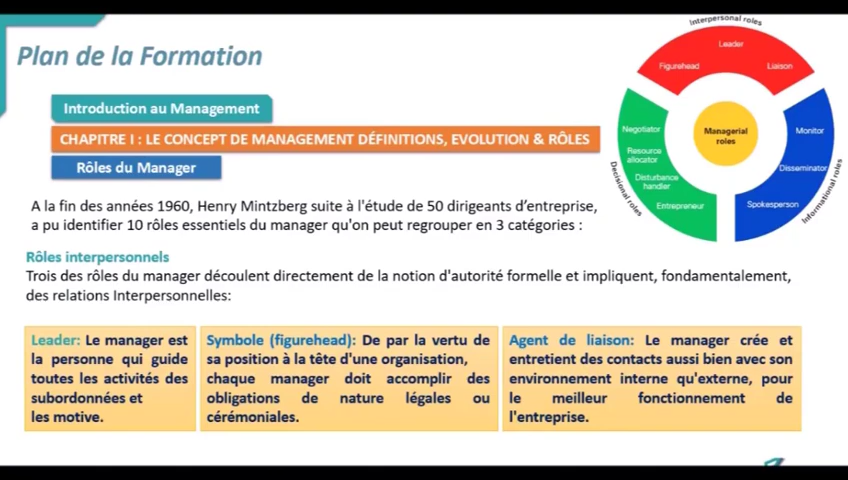 Plan de la Formation
Introduction au Management
CHAPITRE I : LE CONCEPT DE MANAGEMENT DÉFINITIONS, EVOLUTION & RÔLES
Rôles du Manager
A la fin des années 1960, Henry Mintzberg suite à l'étude de 50 dirigeants d’entreprise,
a pu identifier 10 rôles essentiels du manager qu'on peut regrouper en 3 catégories :
Interpersonal roles
Leader
Figurehead
Liaison
Managerial
roles
Negotiator
Resource
allocator
Disturbance
handler
Entrepreneur
Decisional roles
Monitor
Disseminator
Spokesperson
Informational roles
Rôles interpersonnels
Trois des rôles du manager découlent directement de la notion d'autorité formelle et impliquent, fondamentalement,
des relations Interpersonnelles:
Leader: Le manager est
la personne qui guide
toutes les activités des
subordonnées et
les motive.
Symbole (figurehead): De par la vertu de
sa position à la tête d'une organisation,
chaque manager doit accomplir des
obligations de nature légales ou
cérémoniales.
Agent de liaison: Le manager crée et
entretient des contacts aussi bien avec son
environnement interne qu'externe, pour
le meilleur fonctionnement de
l'entreprise.